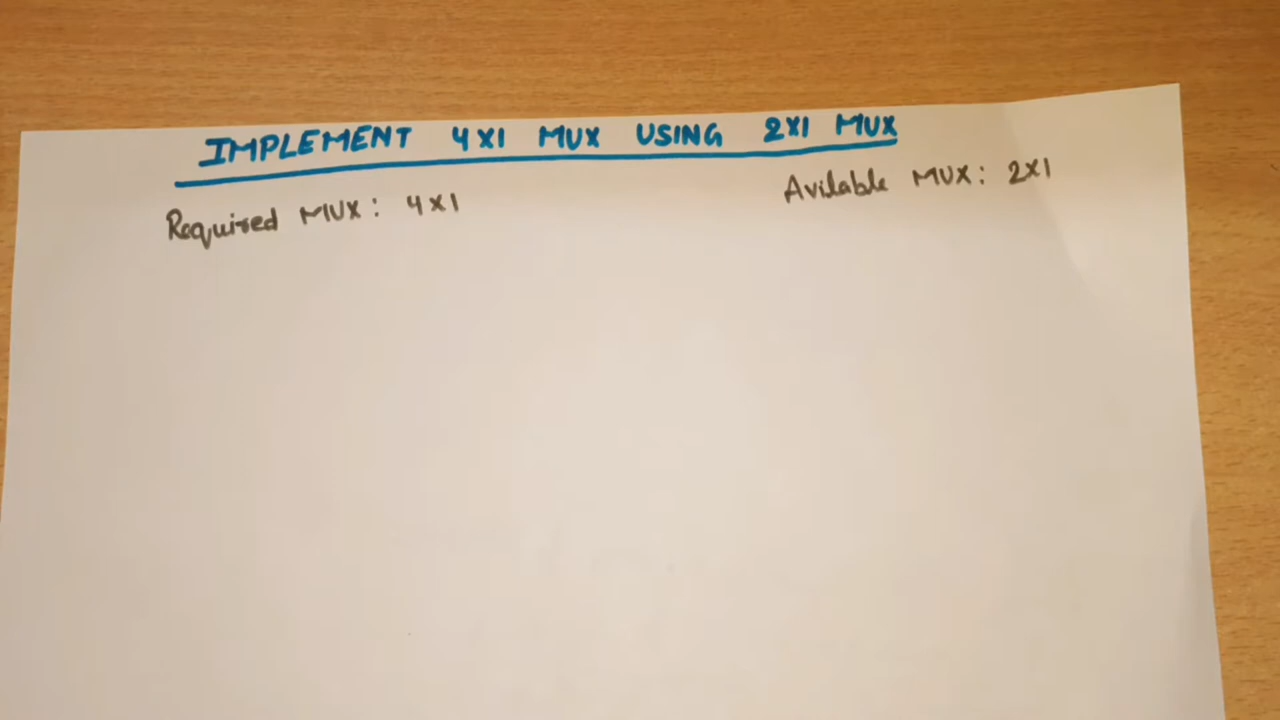 IMPLEMENT 4X1 MUX USING 2X1 MUX
Required MUX: 4X1
Avilable MUX: 2X1